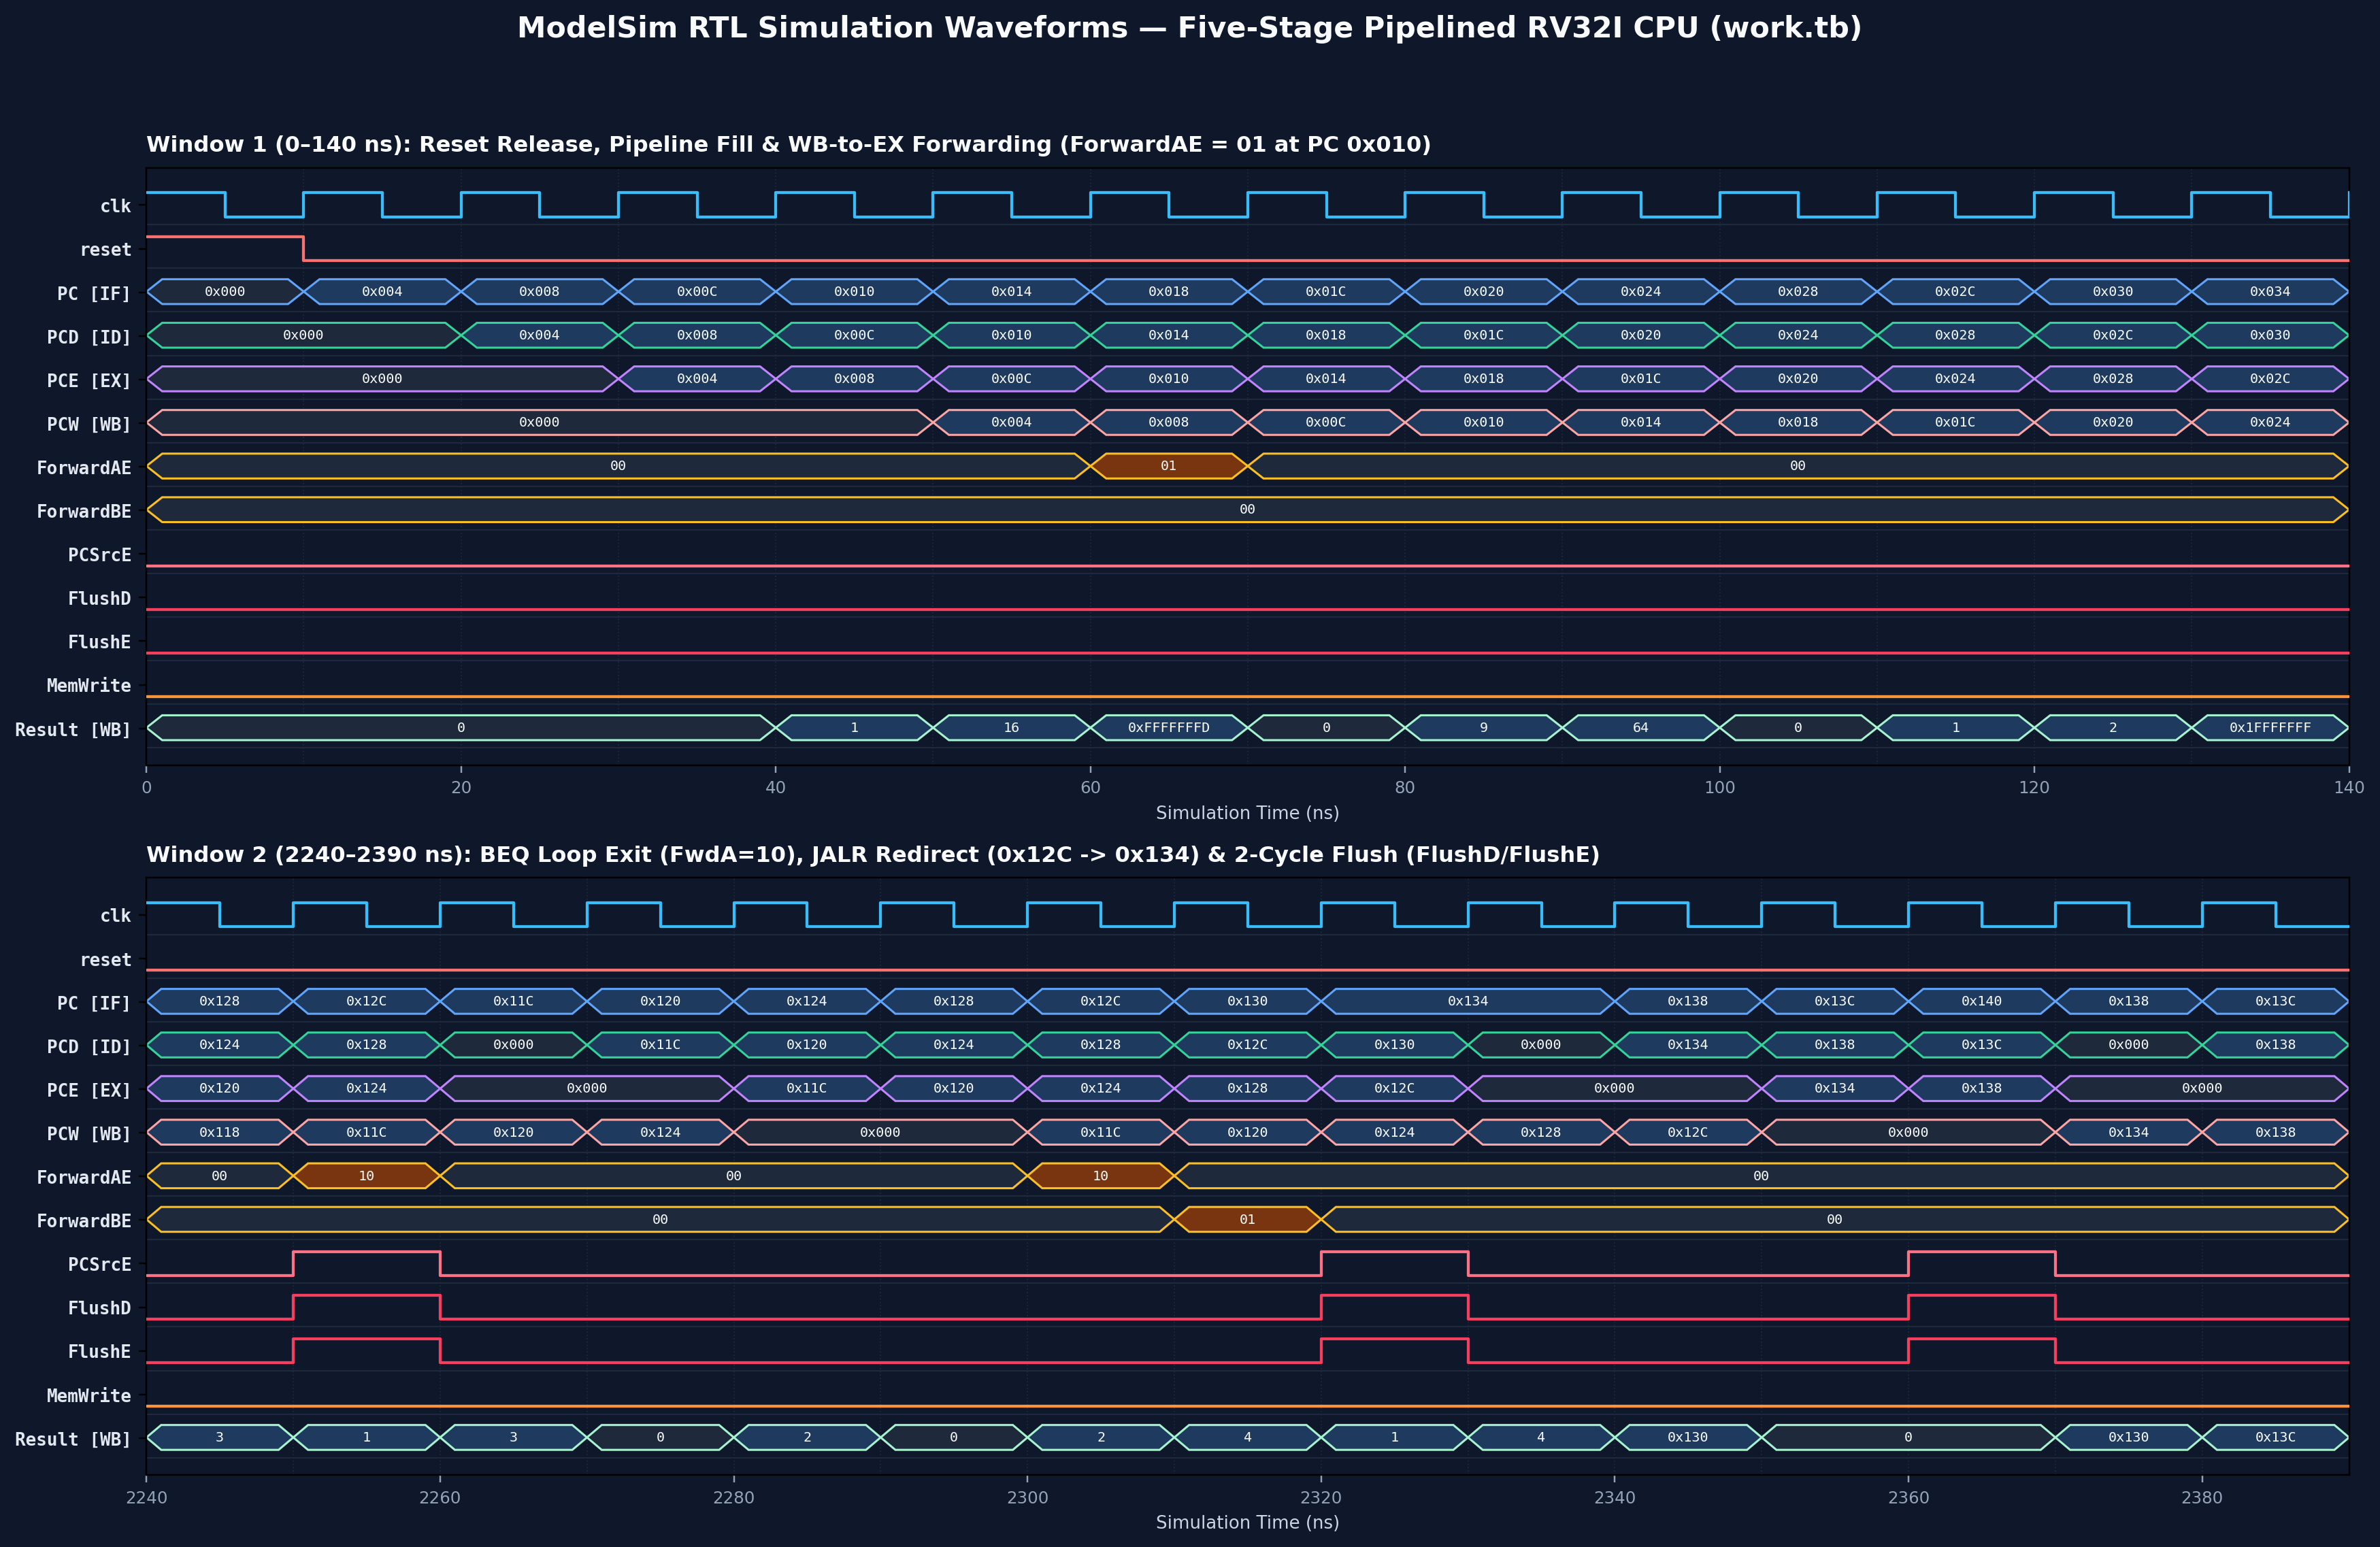 ModelSim RTL Simulation Waveforms — Five-Stage Pipelined RV32I CPU (work.tb)
Window 1 (0–140 ns): Reset Release, Pipeline Fill & WB-to-EX Forwarding (ForwardAE = 01 at PC 0x010)
clk
reset
PC [IF] 0x000 0x004 0x008 0x00C 0x010 0x014 0x018 0x01C 0x020 0x024 0x028 0x02C 0x030 0x034
PCD [ID] 0x000 0x004 0x008 0x00C 0x010 0x014 0x018 0x01C 0x020 0x024 0x028 0x02C 0x030
PCE [EX] 0x000 0x004 0x008 0x00C 0x010 0x014 0x018 0x01C 0x020 0x024 0x028 0x02C
PCW [WB] 0x000 0x004 0x008 0x00C 0x010 0x014 0x018 0x01C 0x020 0x024
ForwardAE 00 01 00
ForwardBE 00
PCSrcE
FlushD
FlushE
MemWrite
Result [WB] 0 1 16 0xFFFFFFFD 0 9 64 0 1 2 0x1FFFFFFF
0 20 40 60 80 100 120 140
Simulation Time (ns)
Window 2 (2240–2390 ns): BEQ Loop Exit (FwdA=10), JALR Redirect (0x12C -> 0x134) & 2-Cycle Flush (FlushD/FlushE)
clk
reset
PC [IF] 0x128 0x12C 0x11C 0x120 0x124 0x128 0x12C 0x130 0x134 0x138 0x13C 0x140 0x138 0x13C
PCD [ID] 0x124 0x128 0x000 0x11C 0x120 0x124 0x128 0x12C 0x130 0x000 0x134 0x138 0x13C 0x000 0x138
PCE [EX] 0x120 0x124 0x000 0x11C 0x120 0x124 0x128 0x12C 0x000 0x134 0x138 0x000
PCW [WB] 0x118 0x11C 0x120 0x124 0x000 0x11C 0x120 0x124 0x128 0x12C 0x000 0x134 0x138
ForwardAE 00 10 00 10 00
ForwardBE 00 01 00
PCSrcE
FlushD
FlushE
MemWrite
Result [WB] 3 1 3 0 2 0 2 4 1 4 0x130 0 0x130 0x13C
2240 2260 2280 2300 2320 2340 2360 2380
Simulation Time (ns)